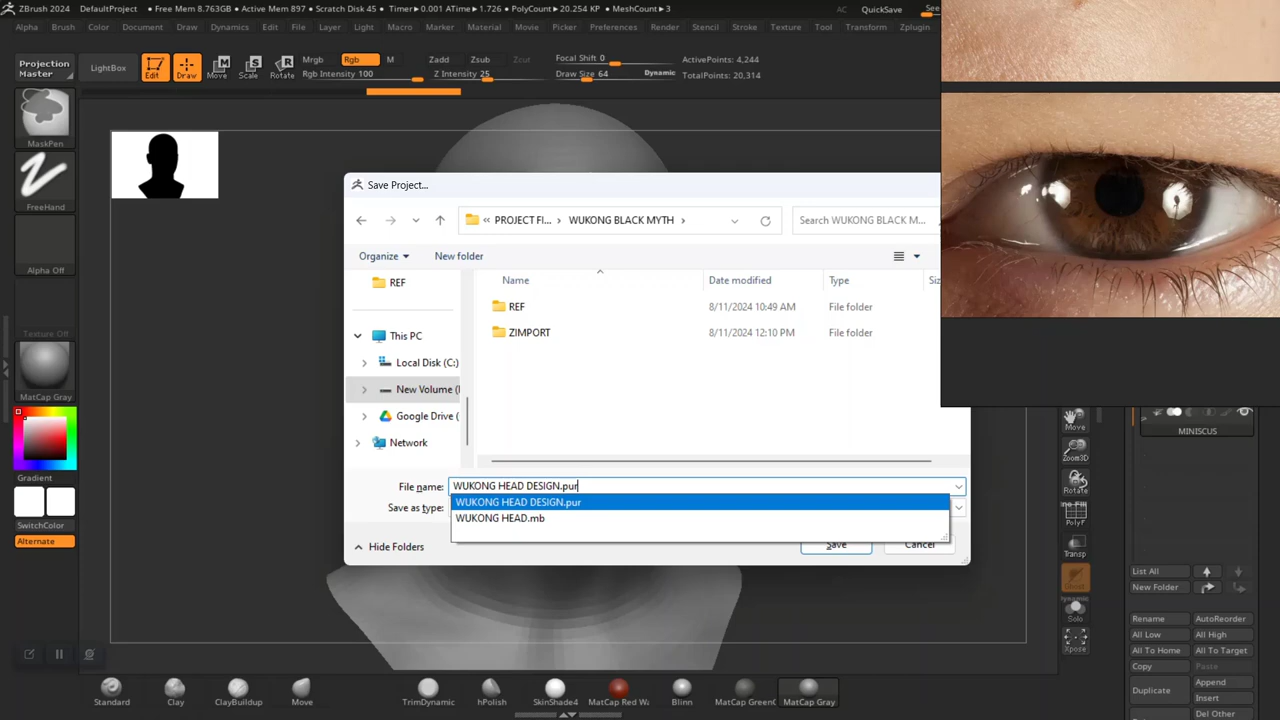 ZBrush 2024 DefaultProject • Free Mem 8.763GB • Active Mem 897 • Scratch Disk 45 • Timer▸0.001 ATime▸1.726 • PolyCount▸20.254 KP • MeshCount▸3 AC QuickSave See
Alpha Brush Color Document Draw Dynamics Edit File Layer Light Macro Marker Material Movie Picker Preferences Render Stencil Stroke Texture Tool Transform Zplugin
Projection Master
LightBox
Edit Draw Move Scale Rotate
Mrgb Rgb
Rgb Intensity 100
Zadd Zsub Zcut
Z Intensity 25
Focal Shift 0
Draw Size 64 Dynamic
ActivePoints: 4,244
TotalPoints: 20,314
MaskPen
FreeHand
Alpha Off
Texture Off
MatCap Gray
Gradient
SwitchColor
Alternate
Save Project...
PROJECT FI... WUKONG BLACK MYTH
Search WUKONG BLACK M...
Organize New folder
Name Date modified Type
REF
This PC
Local Disk (C:)
New Volume (
Google Drive (
Network
REF 8/11/2024 10:49 AM File folder
ZIMPORT 8/11/2024 12:10 PM File folder
File name: WUKONG HEAD DESIGN.pur
WUKONG HEAD DESIGN.pur
WUKONG HEAD.mb
Save as type:
Hide Folders
Save Cancel
Move
Zoom3D
Rotate
PolyF
Transp
Ghost
Dynamic
Solo
Xpose
MINISCUS
List All
New Folder
Rename AutoReorder
All Low All High
All To Home All To Target
Copy Paste
Duplicate Append
Insert
Del Other
Standard Clay ClayBuildup Move TrimDynamic hPolish SkinShade4 MatCap Red Wa Blinn MatCap GreenC MatCap Gray